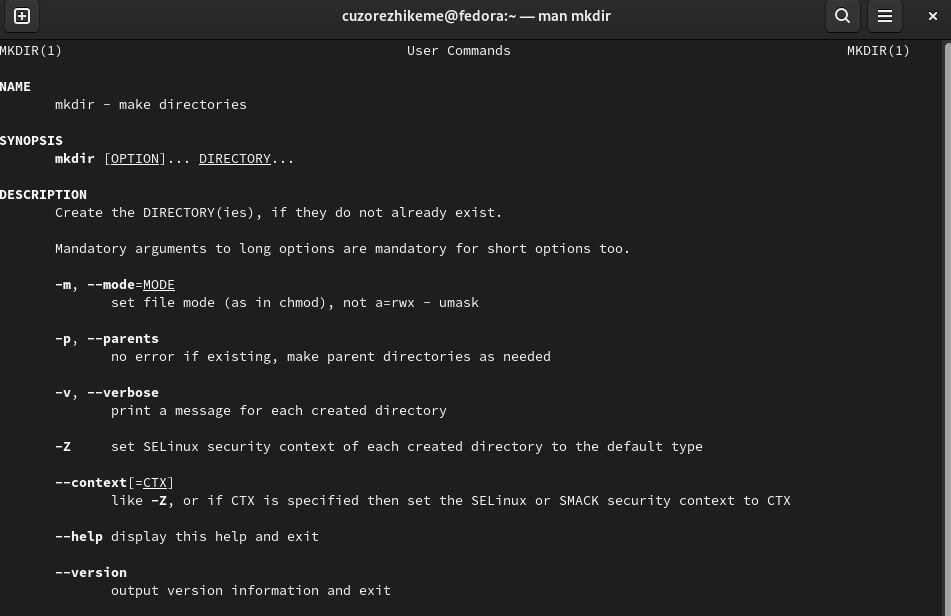 cuzorezhikeme@fedora:~ — man mkdir
MKDIR(1) User Commands MKDIR(1)
NAME
mkdir - make directories
SYNOPSIS
mkdir [OPTION]... DIRECTORY...
DESCRIPTION
Create the DIRECTORY(ies), if they do not already exist.
Mandatory arguments to long options are mandatory for short options too.
-m, --mode=MODE
set file mode (as in chmod), not a=rwx - umask
-p, --parents
no error if existing, make parent directories as needed
-v, --verbose
print a message for each created directory
-Z set SELinux security context of each created directory to the default type
--context[=CTX]
like -Z, or if CTX is specified then set the SELinux or SMACK security context to CTX
--help display this help and exit
--version
output version information and exit